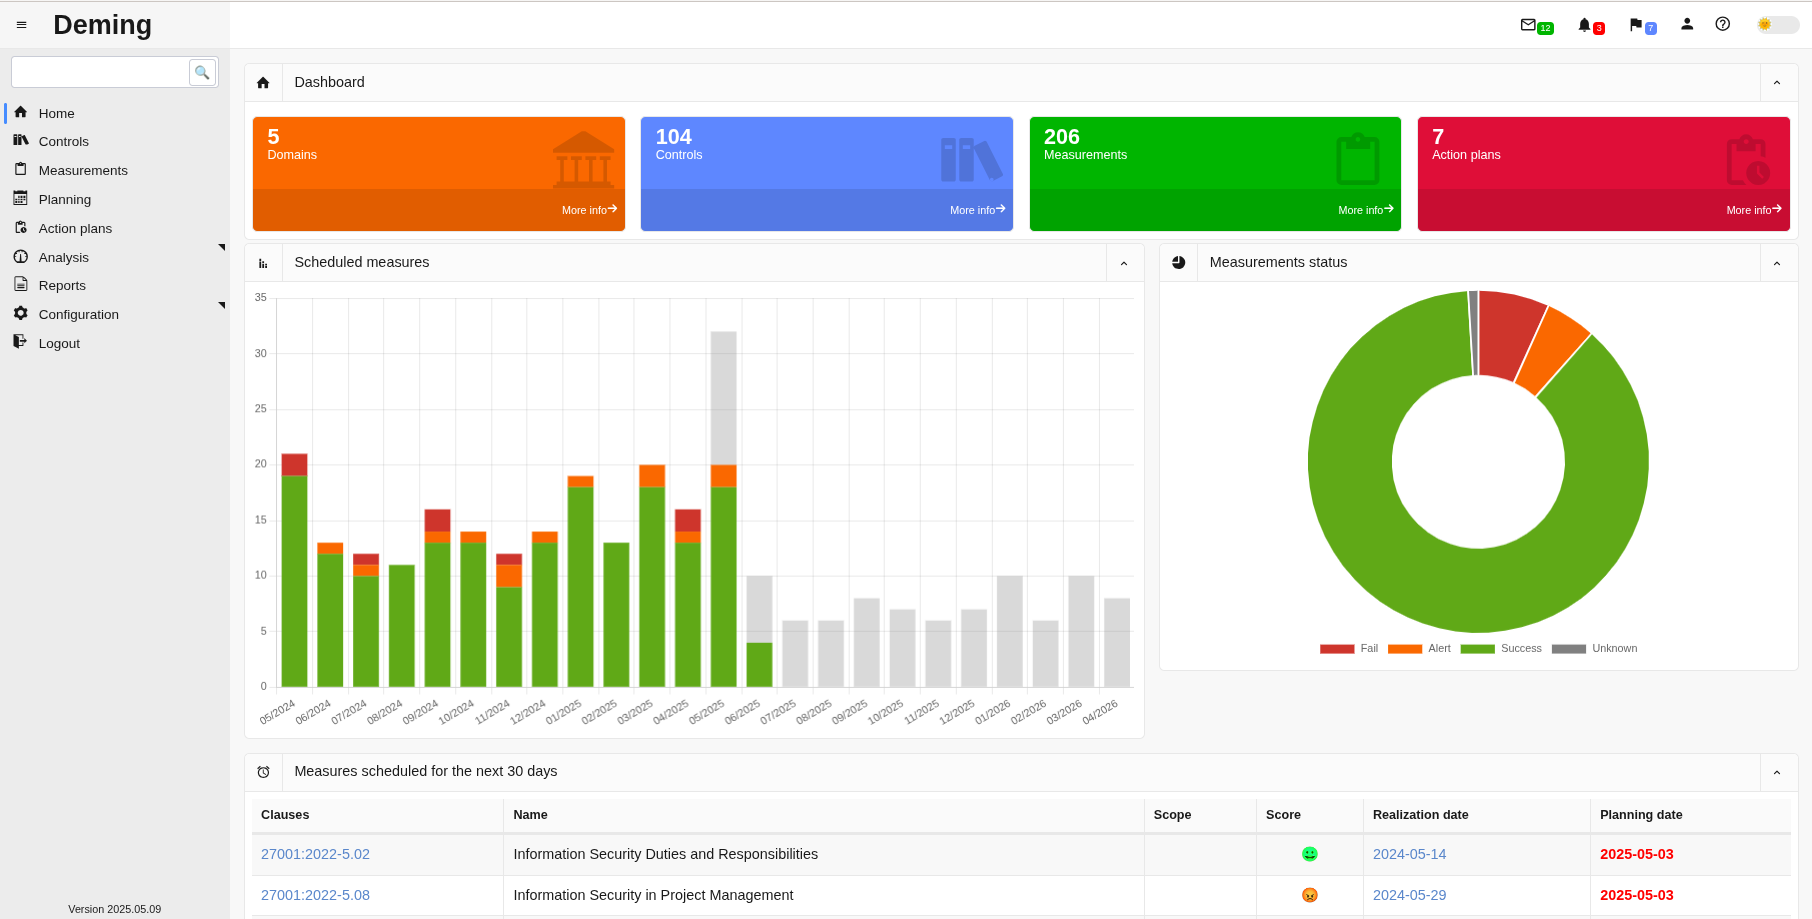 Deming
12
3
7
Home
Controls
Measurements
Planning
Action plans
Analysis
Reports
Configuration
Logout
Version 2025.05.09
Dashboard
5
Domains
More info
104
Controls
More info
206
Measurements
More info
7
Action plans
More info
Scheduled measures
35
30
25
20
15
10
5
0
05/2024
06/2024
07/2024
08/2024
09/2024
10/2024
11/2024
12/2024
01/2025
02/2025
03/2025
04/2025
05/2025
06/2025
07/2025
08/2025
09/2025
10/2025
11/2025
12/2025
01/2026
02/2026
03/2026
04/2026
Measurements status
Fail Alert Success Unknown
Measures scheduled for the next 30 days
Clauses Name Scope Score Realization date Planning date
27001:2022-5.02 Information Security Duties and Responsibilities 2024-05-14 2025-05-03
27001:2022-5.08 Information Security in Project Management 2024-05-29 2025-05-03